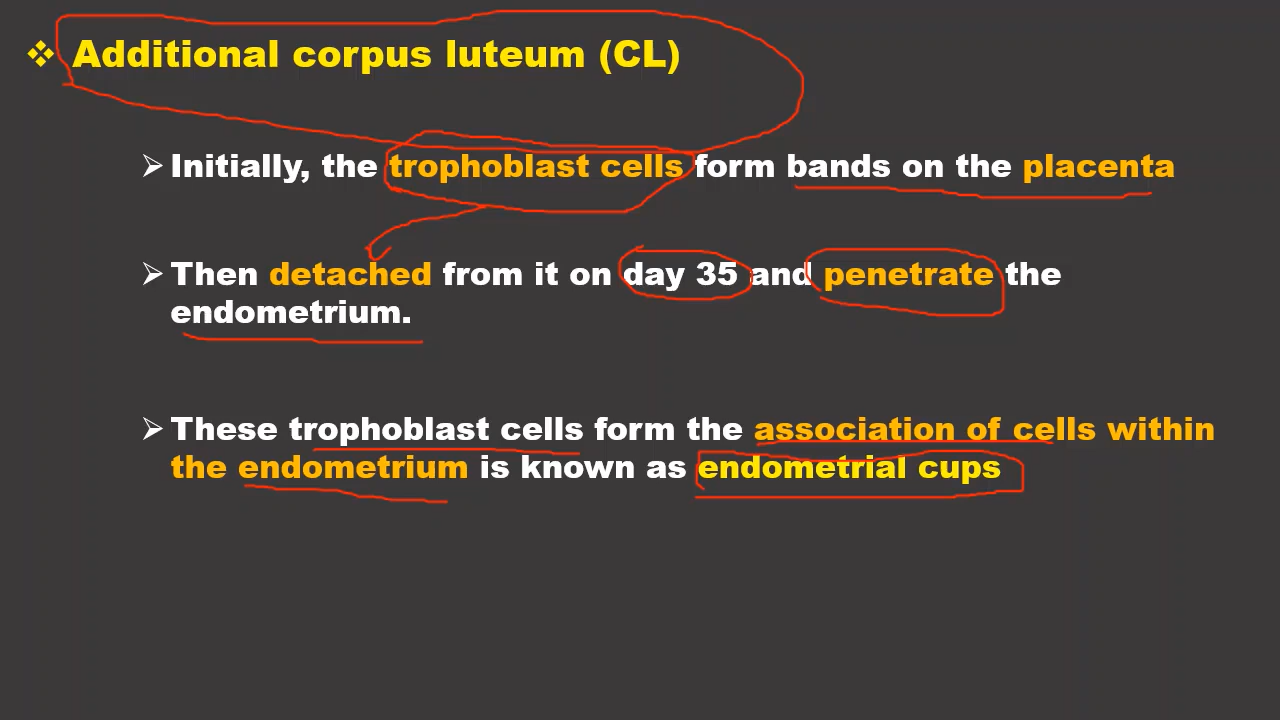 Additional corpus luteum (CL)
Initially, the trophoblast cells form bands on the placenta
Then detached from it on day 35 and penetrate the
endometrium.
These trophoblast cells form the association of cells within
the endometrium is known as endometrial cups